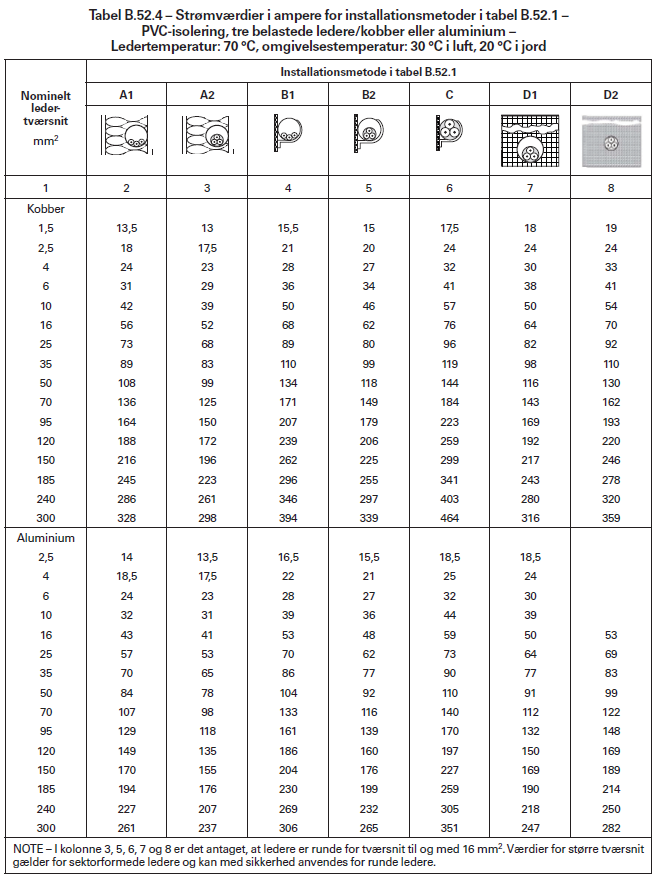 Tabel B.52.4 – Strømværdier i ampere for installationsmetoder i tabel B.52.1 –
PVC-isolering, tre belastede ledere/kobber eller aluminium –
Ledertemperatur: 70 ºC, omgivelsestemperatur: 30 ºC i luft, 20 ºC i jord
Nominelt
leder-
tværsnit
mm²
Installationsmetode i tabel B.52.1
A1 A2 B1 B2 C D1 D2
1 2 3 4 5 6 7 8
Kobber
1,5 13,5 13 15,5 15 17,5 18 19
2,5 18 17,5 21 20 24 24 24
4 24 23 28 27 32 30 33
6 31 29 36 34 41 38 41
10 42 39 50 46 57 50 54
16 56 52 68 62 76 64 70
25 73 68 89 80 96 82 92
35 89 83 110 99 119 98 110
50 108 99 134 118 144 116 130
70 136 125 171 149 184 143 162
95 164 150 207 179 223 169 193
120 188 172 239 206 259 192 220
150 216 196 262 225 299 217 246
185 245 223 296 255 341 243 278
240 286 261 346 297 403 280 320
300 328 298 394 339 464 316 359
Aluminium
2,5 14 13,5 16,5 15,5 18,5 18,5
4 18,5 17,5 22 21 25 24
6 24 23 28 27 32 30
10 32 31 39 36 44 39
16 43 41 53 48 59 50 53
25 57 53 70 62 73 64 69
35 70 65 86 77 90 77 83
50 84 78 104 92 110 91 99
70 107 98 133 116 140 112 122
95 129 118 161 139 170 132 148
120 149 135 186 160 197 150 169
150 170 155 204 176 227 169 189
185 194 176 230 199 259 190 214
240 227 207 269 232 305 218 250
300 261 237 306 265 351 247 282
NOTE – I kolonne 3, 5, 6, 7 og 8 er det antaget, at ledere er runde for tværsnit til og med 16 mm². Værdier for større tværsnit
gælder for sektorformede ledere og kan med sikkerhed anvendes for runde ledere.